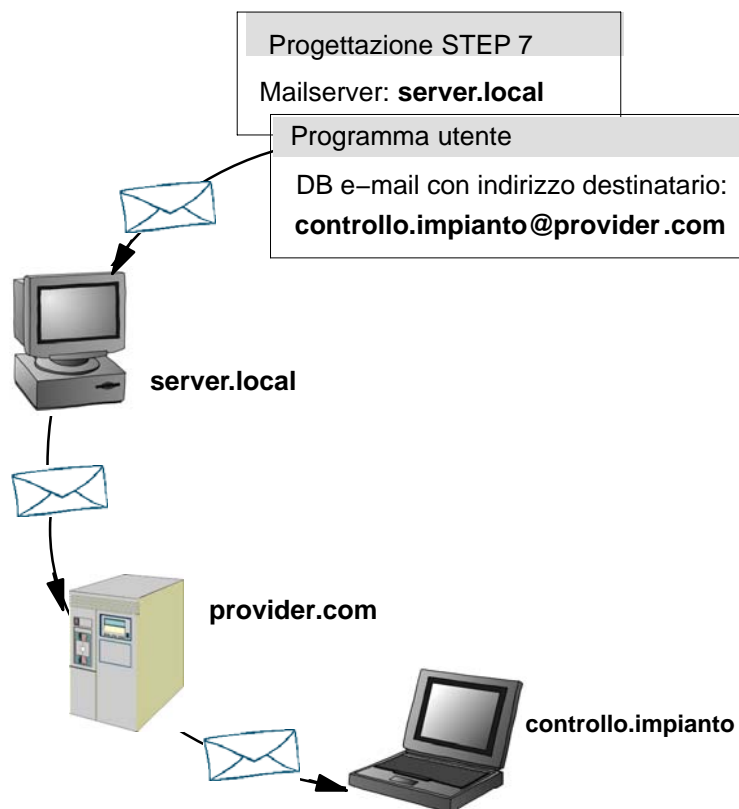 Progettazione STEP 7
Mailserver: server.local
Programma utente
DB e−mail con indirizzo destinatario:
controllo.impianto@provider.com
server.local
provider.com
controllo.impianto